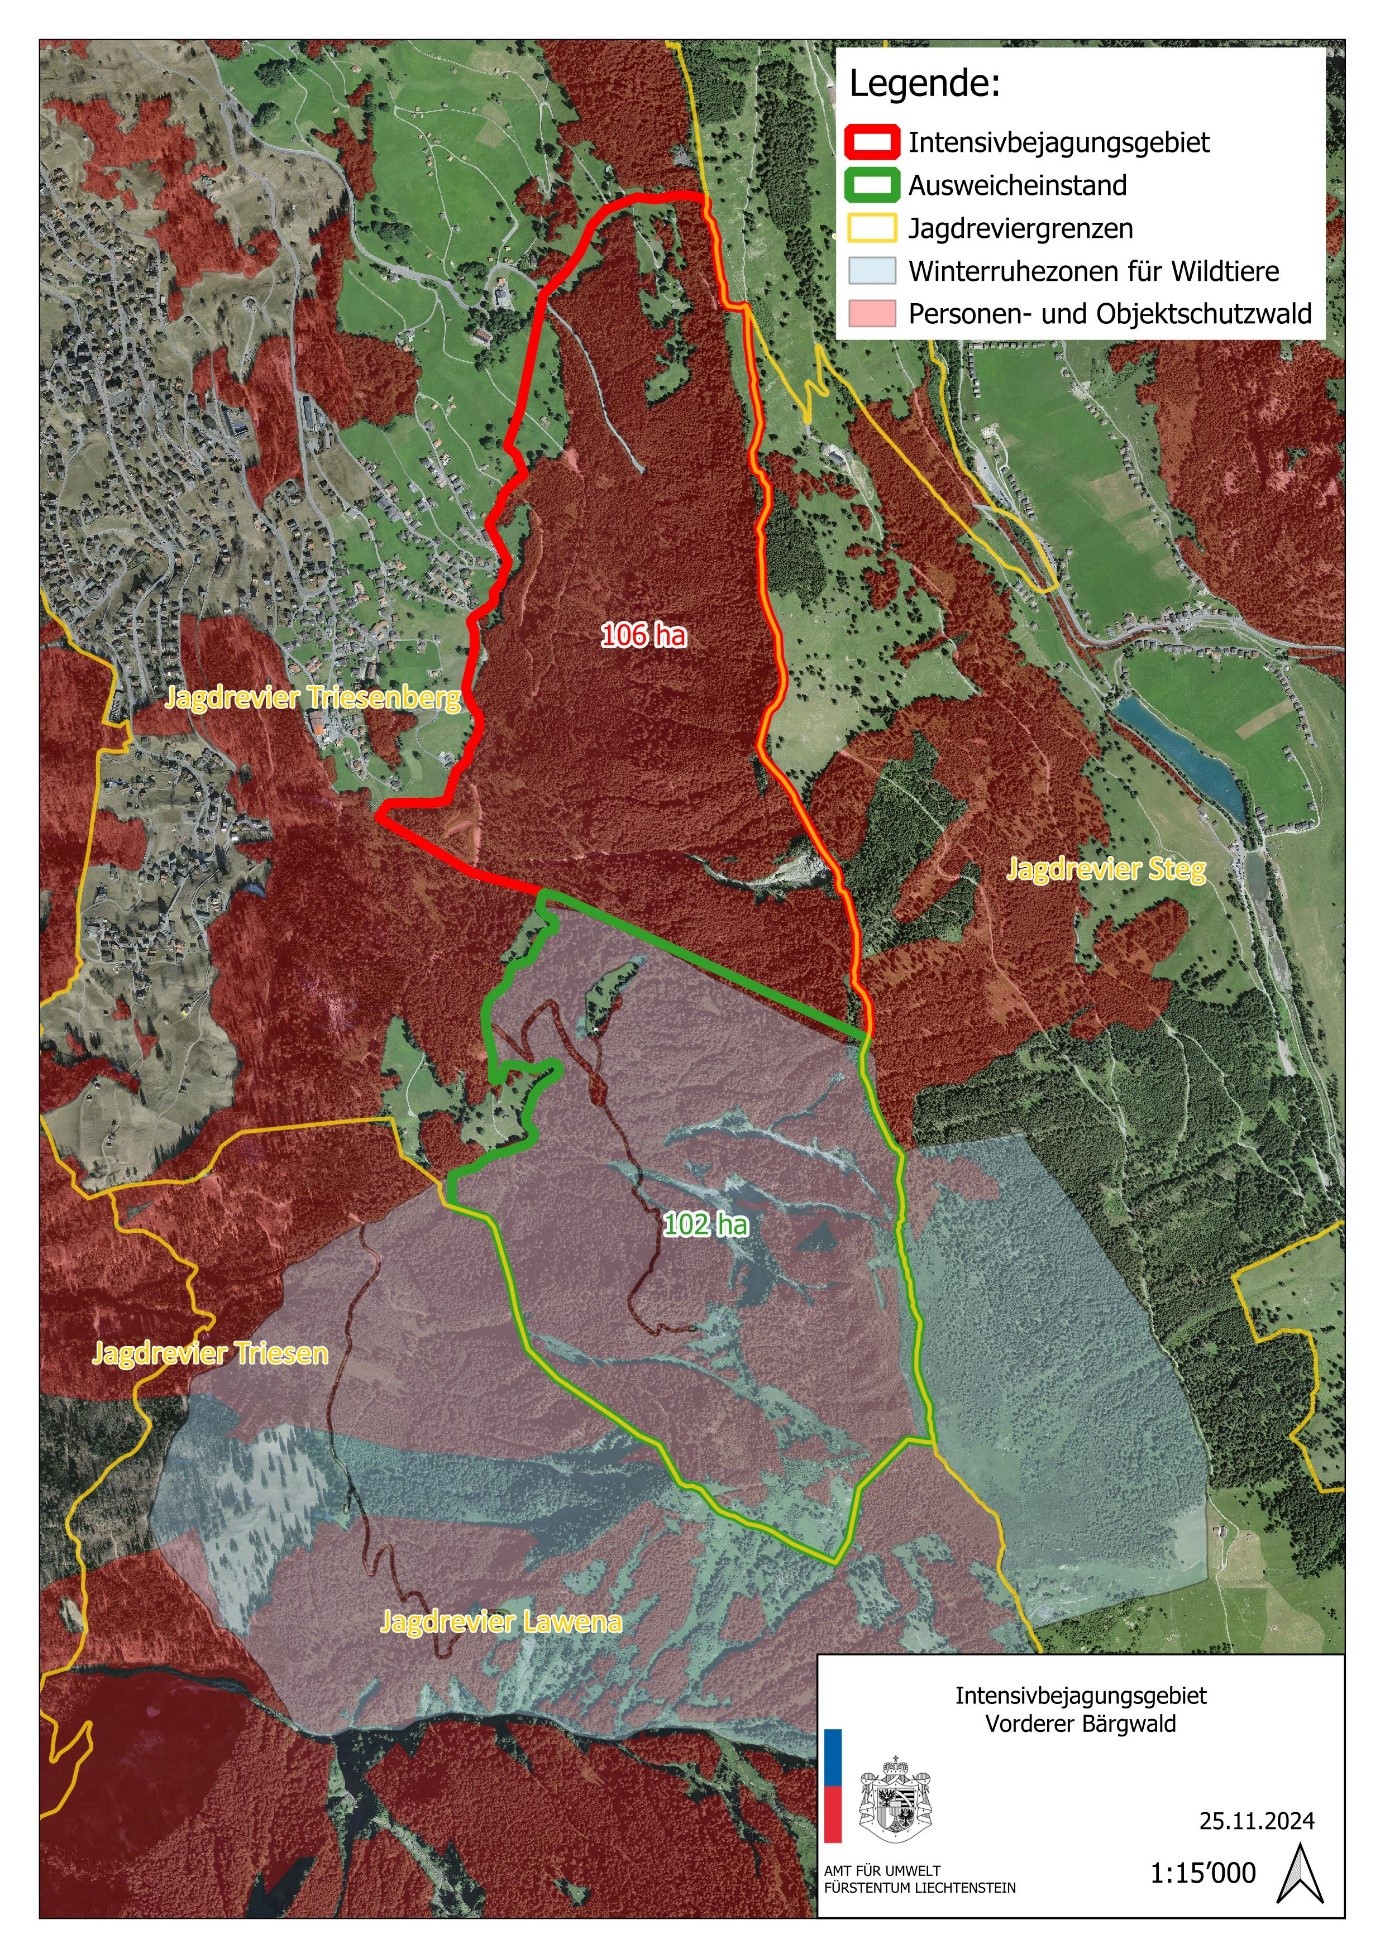 Legende:
Intensivbejagungsgebiet
Ausweicheinstand
Jagdreviergrenzen
Winterruhezonen für Wildtiere
Personen- und Objektschutzwald
106 ha
Jagdrevier Triesenberg
Jagdrevier Steg
102 ha
Jagdrevier Triesen
Jagdrevier Lawena
Intensivbejagungsgebiet
Vorderer Bärgwald
25.11.2024
AMT FÜR UMWELT
FÜRSTENTUM LIECHTENSTEIN
1:15’000